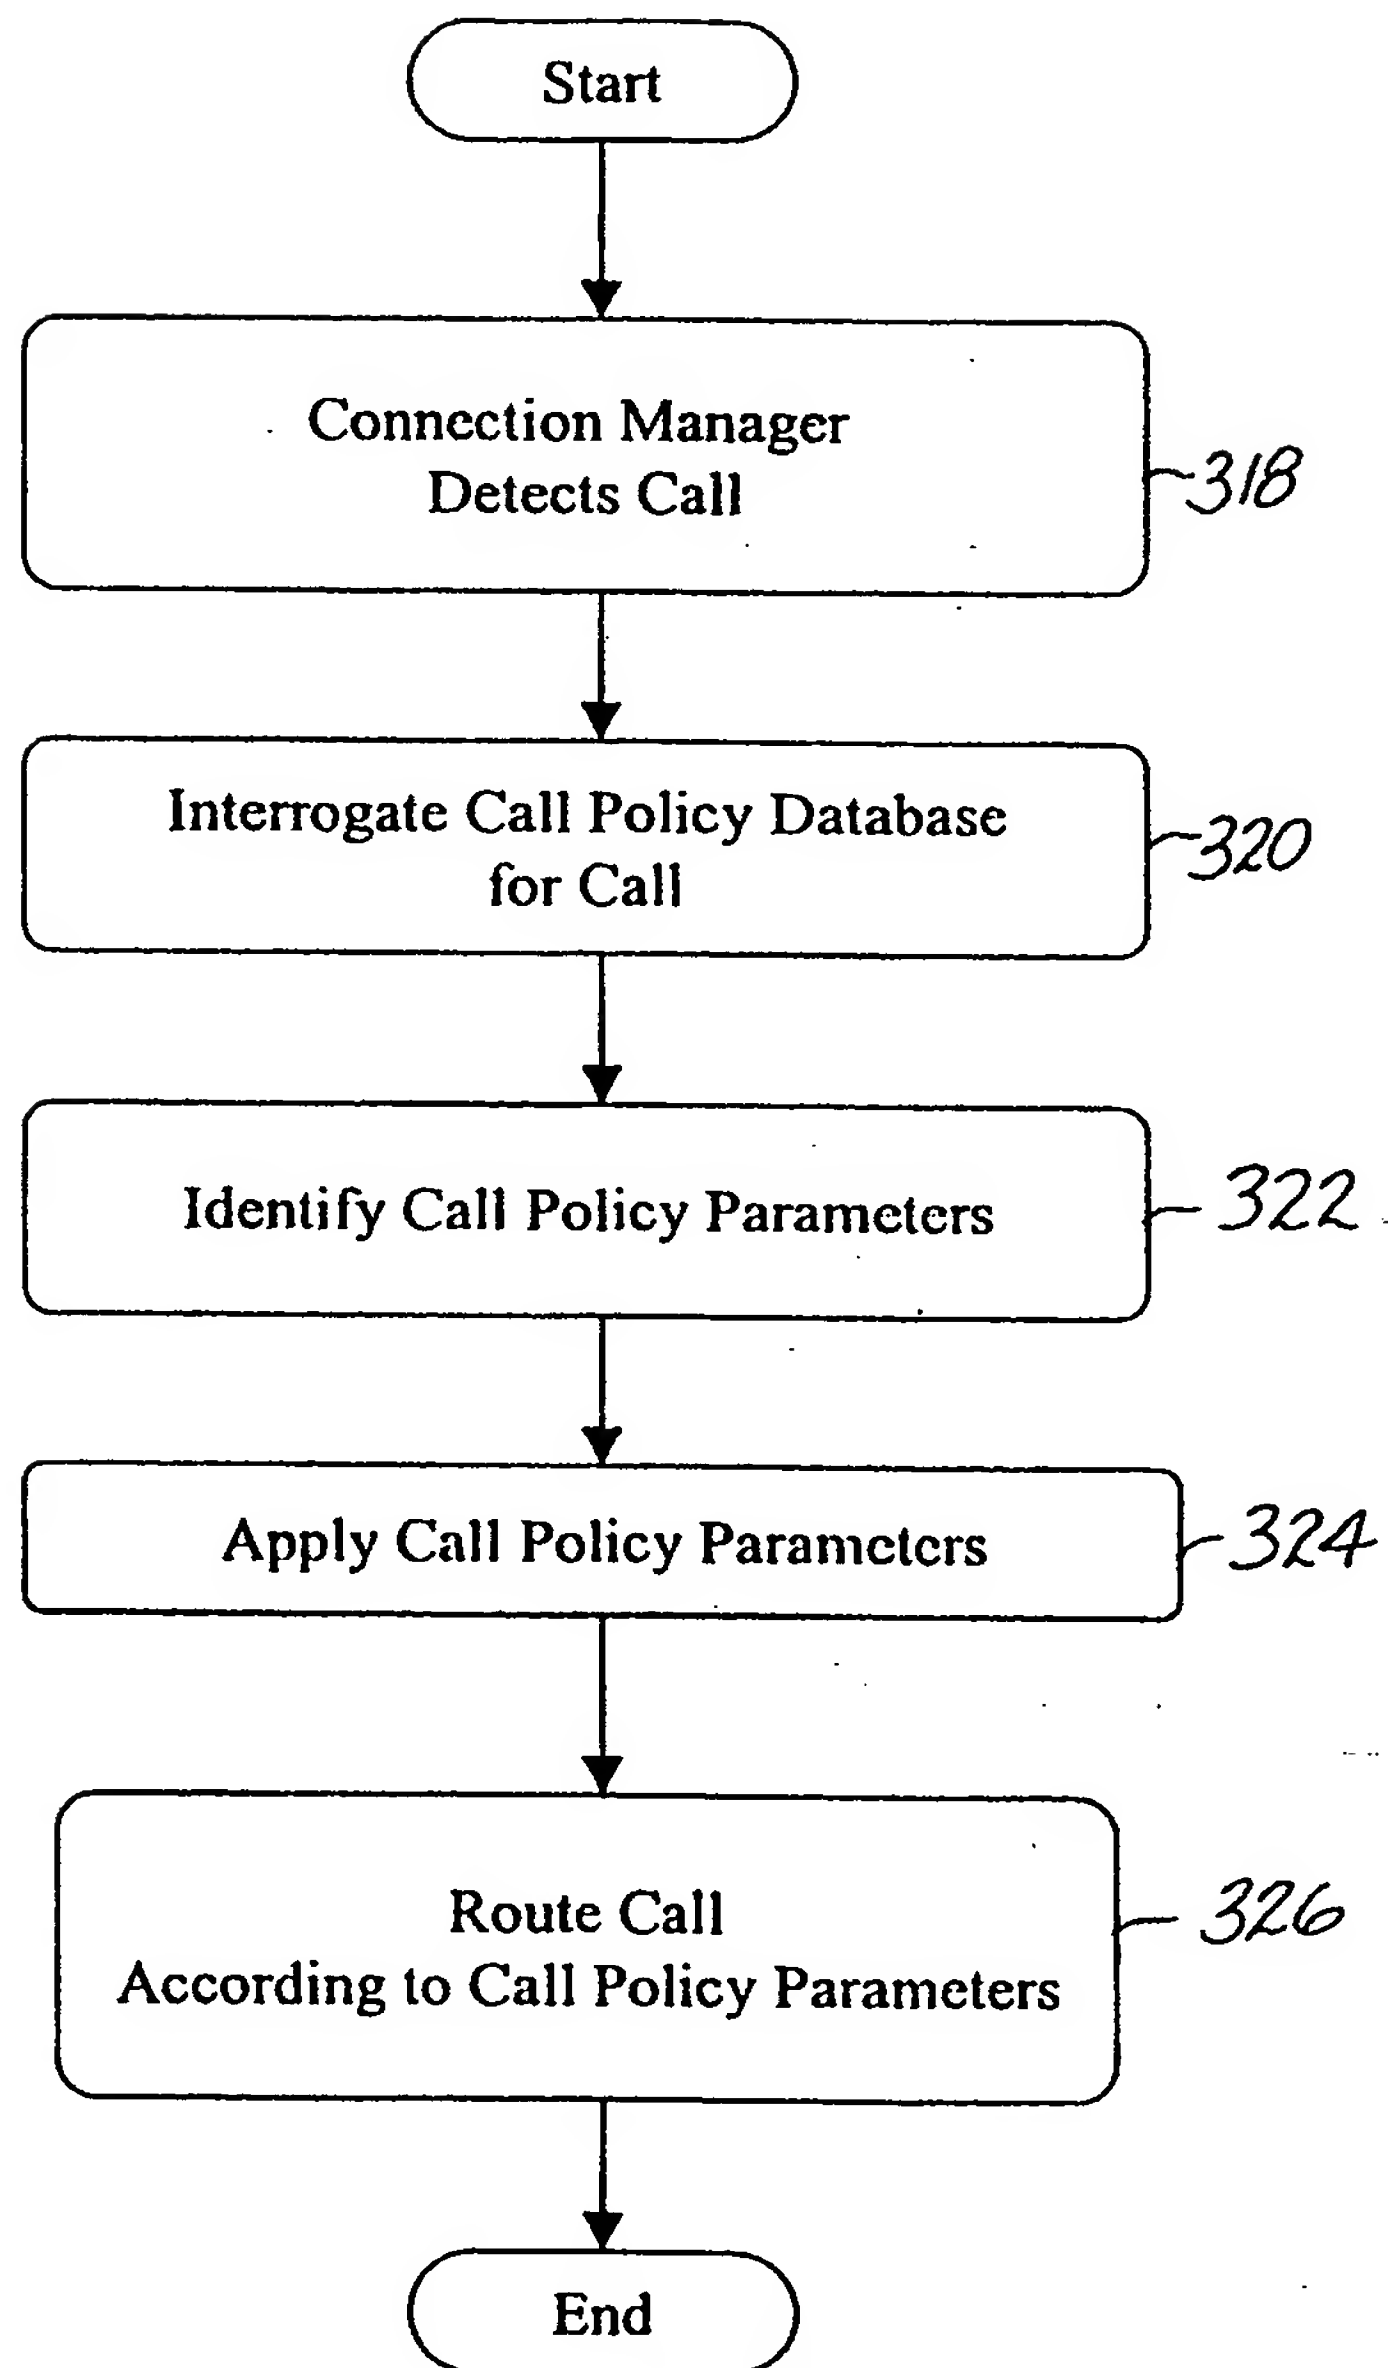 Start
Connection Manager
Detects Call
318
Interrogate Call Policy Database
for Call
320
Identify Call Policy Parameters
322
Apply Call Policy Parameters
324
Route Call
According to Call Policy Parameters
326
End